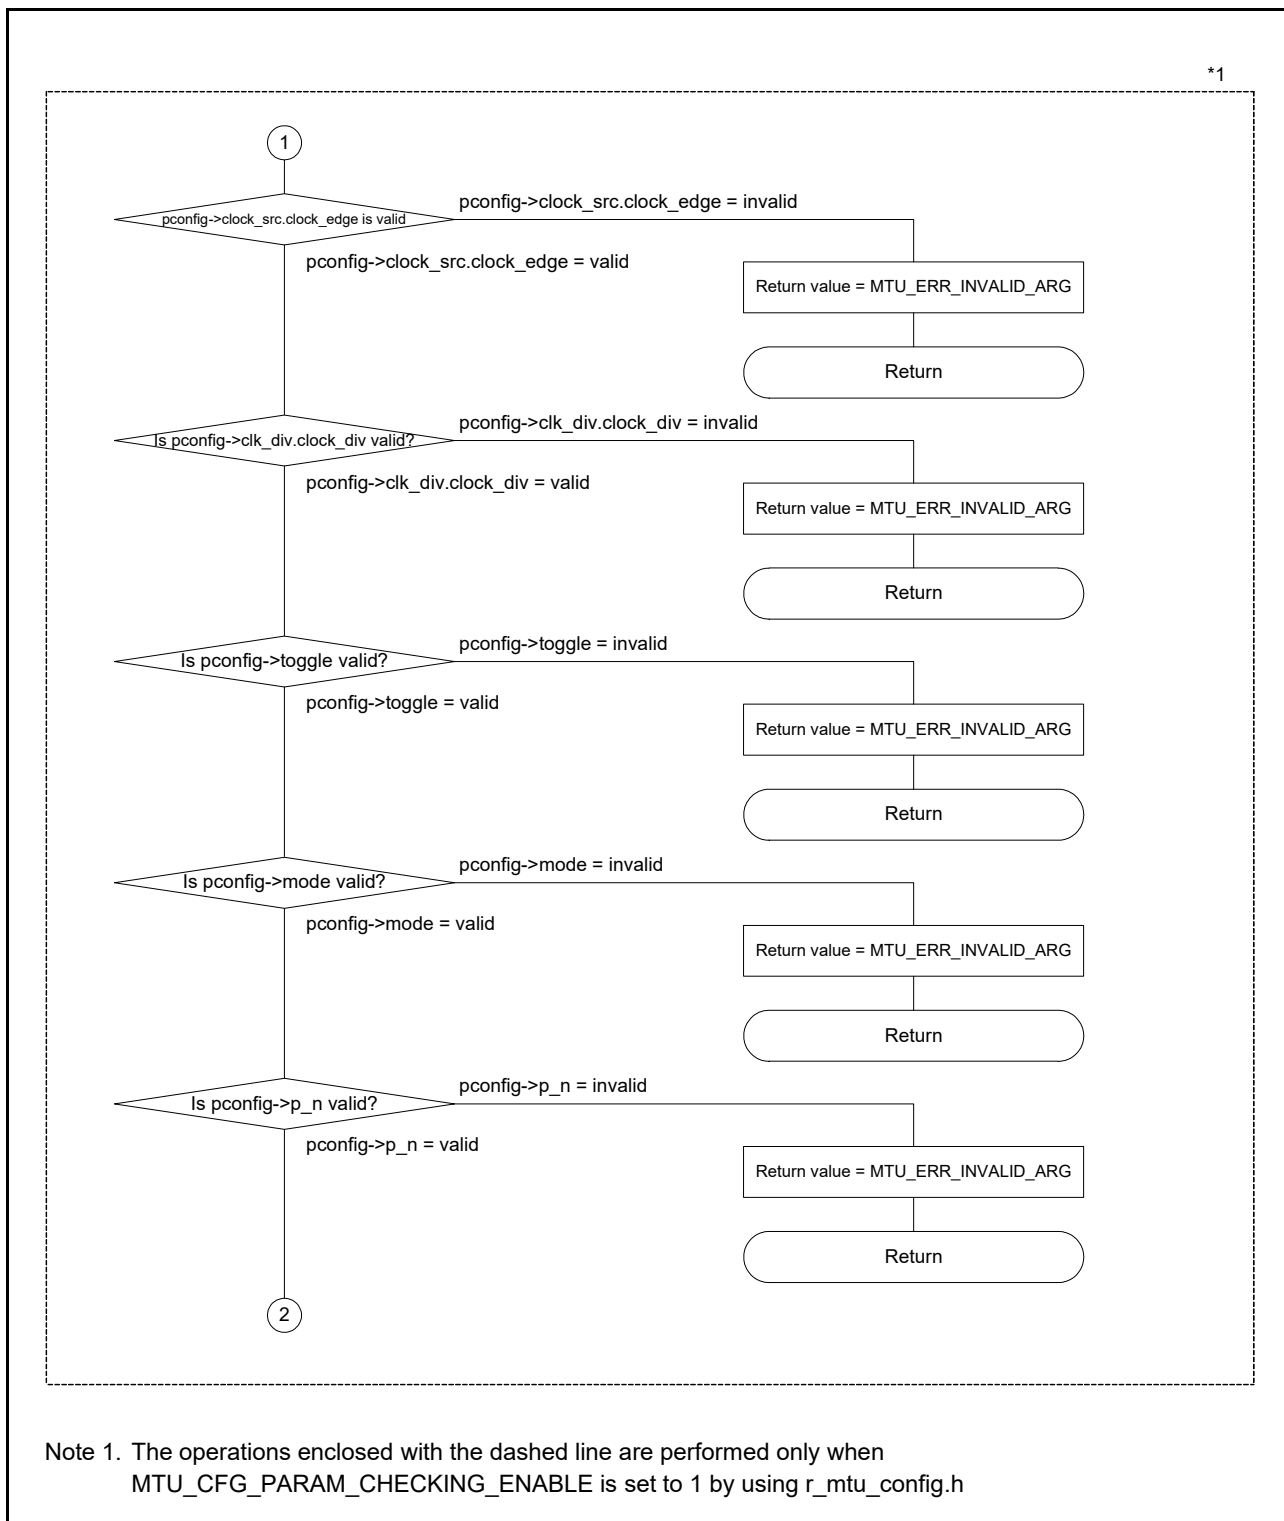 *1
1
pconfig->clock_src.clock_edge is valid
pconfig->clock_src.clock_edge = invalid
pconfig->clock_src.clock_edge = valid
Return value = MTU_ERR_INVALID_ARG
Return
Is pconfig->clk_div.clock_div valid?
pconfig->clk_div.clock_div = invalid
pconfig->clk_div.clock_div = valid
Return value = MTU_ERR_INVALID_ARG
Return
Is pconfig->toggle valid?
pconfig->toggle = invalid
pconfig->toggle = valid
Return value = MTU_ERR_INVALID_ARG
Return
Is pconfig->mode valid?
pconfig->mode = invalid
pconfig->mode = valid
Return value = MTU_ERR_INVALID_ARG
Return
Is pconfig->p_n valid?
pconfig->p_n = invalid
pconfig->p_n = valid
Return value = MTU_ERR_INVALID_ARG
Return
2
Note 1. The operations enclosed with the dashed line are performed only when
MTU_CFG_PARAM_CHECKING_ENABLE is set to 1 by using r_mtu_config.h